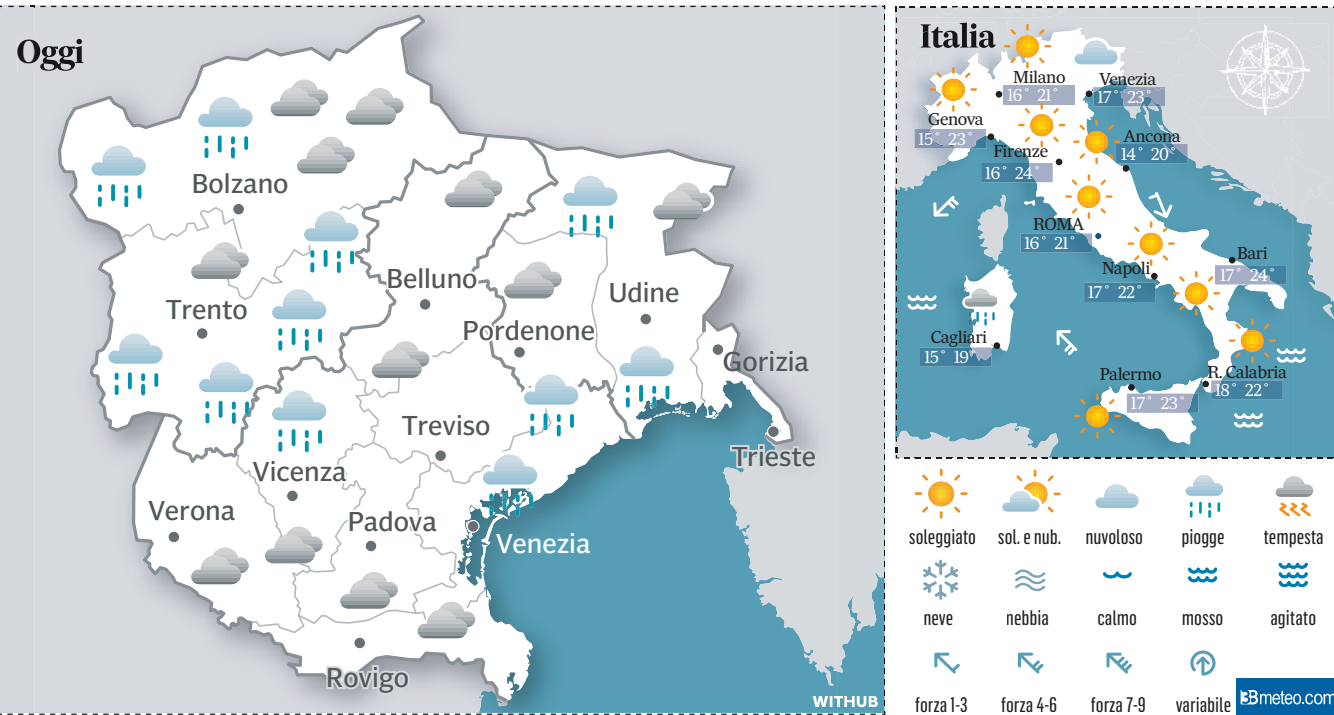 Oggi
Bolzano
Trento
Belluno
Udine
Pordenone
Gorizia
Treviso
Trieste
Vicenza
Verona
Padova
Venezia
Rovigo
WITHUB
Italia
Milano
16° 21°
Venezia
17° 23°
Genova
15° 23°
Ancona
14° 20°
Firenze
16° 24°
ROMA
16° 21°
Bari
17° 24°
Napoli
17° 22°
Cagliari
15° 19°
Palermo
17° 23°
R. Calabria
18° 22°
soleggiato sol. e nub. nuvoloso piogge tempesta
neve nebbia calmo mosso agitato
forza 1-3 forza 4-6 forza 7-9 variabile
3Bmeteo.com